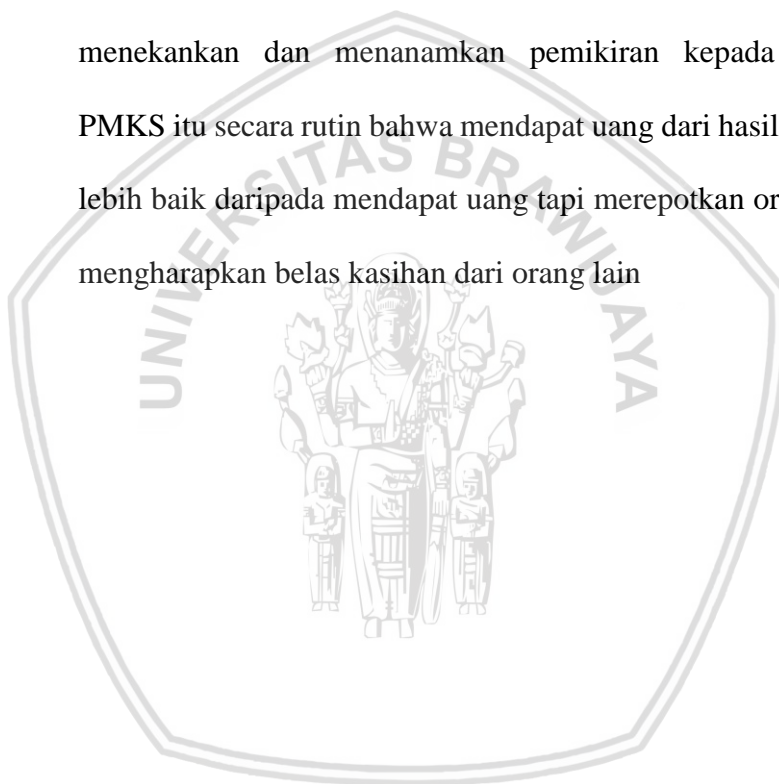 menekankan dan menanamkan pemikiran kepada
PMKS itu secara rutin bahwa mendapat uang dari hasil
lebih baik daripada mendapat uang tapi merepotkan or
mengharapkan belas kasihan dari orang lain
UNIVERSITAS BRAWIJAYA